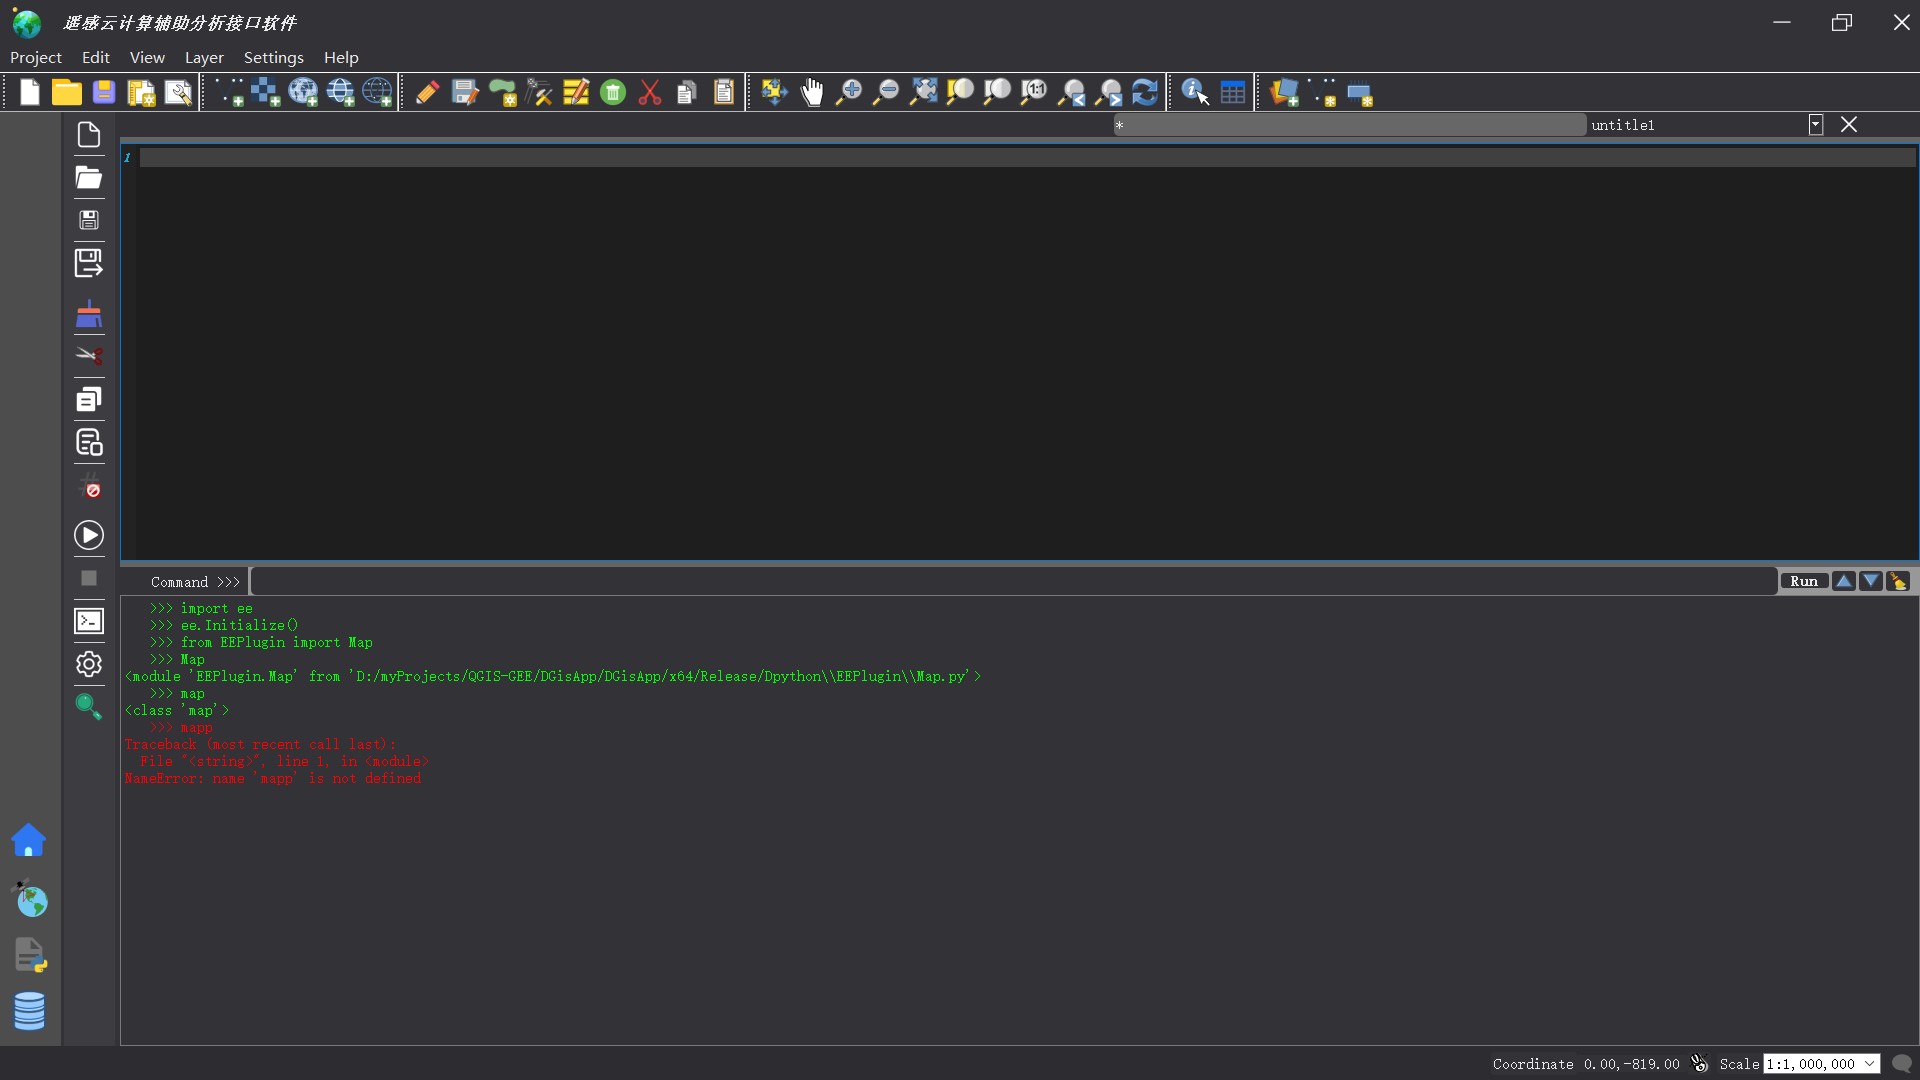 遥感云计算辅助分析接口软件
Project Edit View Layer Settings Help
1:1
* untitle1
1
Command >>> Run
>>> import ee
>>> ee.Initialize()
>>> from EEPlugin import Map
>>> Map
<module 'EEPlugin.Map' from 'D:/myProjects/QGIS-GEE/DGisApp/DGisApp/x64/Release/Dpython\\EEPlugin\\Map.py'>
>>> map
<class 'map'>
>>> mapp
Traceback (most recent call last):
File "<string>", line 1, in <module>
NameError: name 'mapp' is not defined
Coordinate 0.00,-819.00 Scale 1:1,000,000